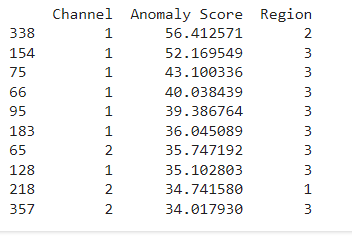 Channel Anomaly Score Region
338 1 56.412571 2
154 1 52.169549 3
75 1 43.100336 3
66 1 40.038439 3
95 1 39.386764 3
183 1 36.045089 3
65 2 35.747192 3
128 1 35.102803 3
218 2 34.741580 1
357 2 34.017930 3